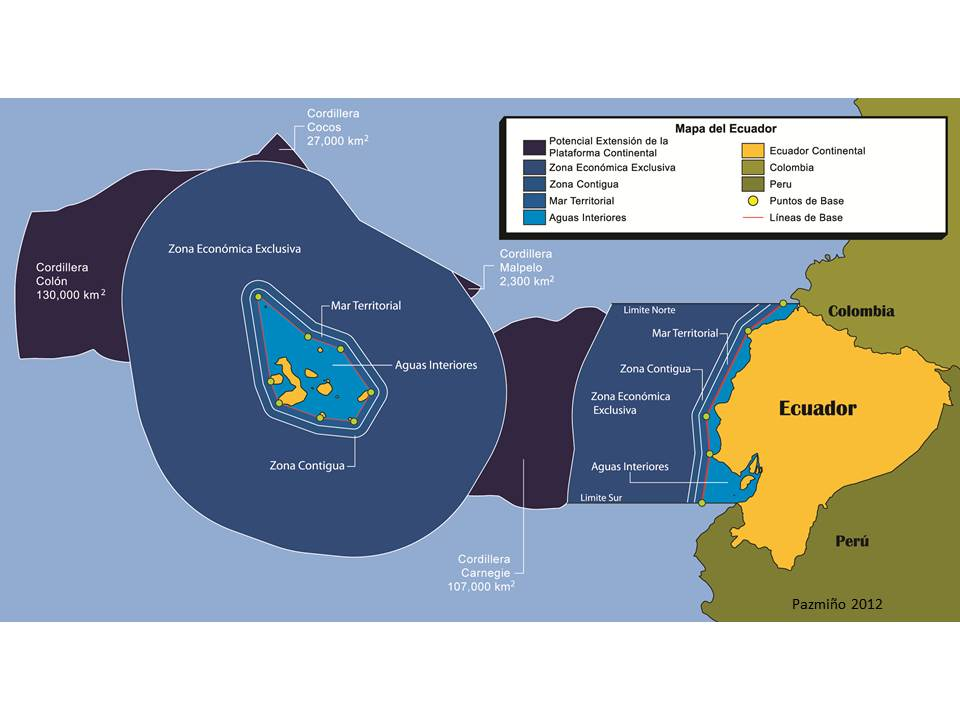 Cordillera
Cocos
27,000 km²
Mapa del Ecuador
Potencial Extensión de la
Plataforma Continental
Zona Económica Exclusiva
Zona Contigua
Mar Territorial
Aguas Interiores
Ecuador Continental
Colombia
Peru
Puntos de Base
Líneas de Base
Zona Económica Exclusiva
Cordillera
Colón
130,000 km²
Cordillera
Malpelo
2,300 km²
Mar Territorial
Aguas Interiores
Zona Contigua
Limite Norte
Mar Territorial
Zona Contigua
Zona Económica
Exclusiva
Aguas Interiores
Limite Sur
Colombia
Ecuador
Perú
Cordillera
Carnegie
107,000 km²
Pazmiño 2012